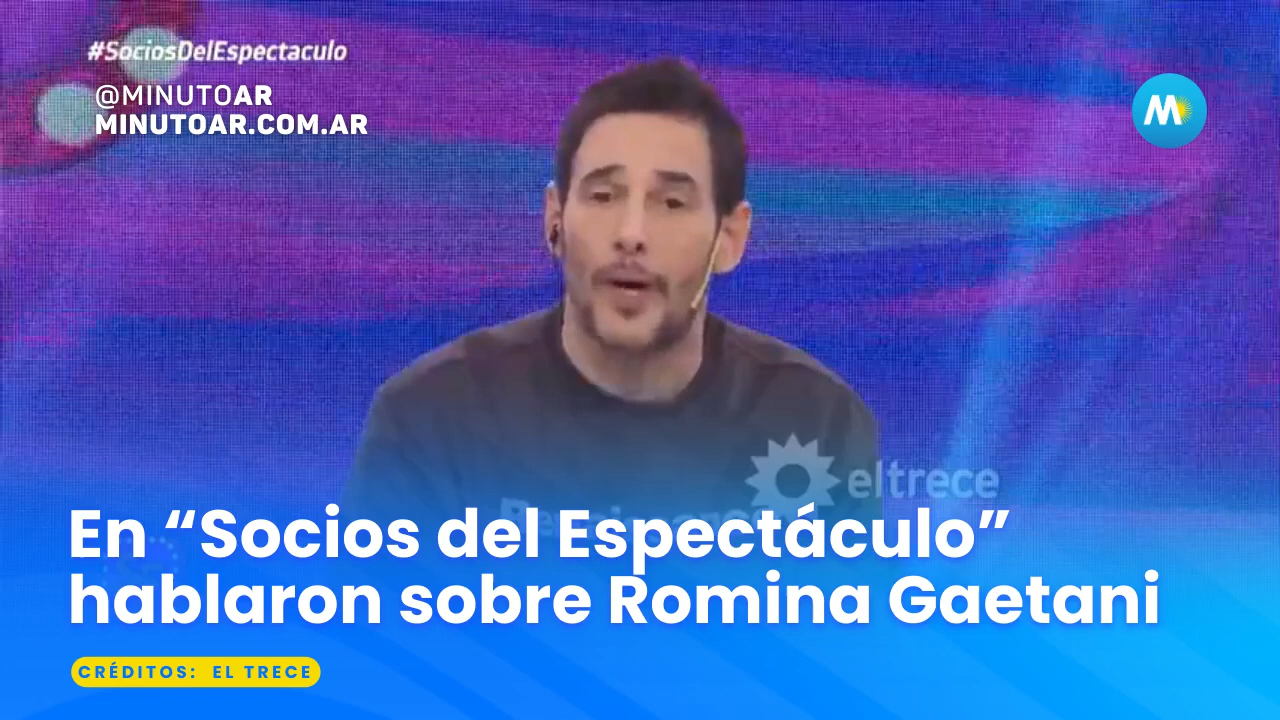 #SociosDelEspectaculo
@MINUTOAR
MINUTOAR.COM.AR
M
eltrece
En “Socios del Espectáculo”
hablaron sobre Romina Gaetani
CRÉDITOS: EL TRECE